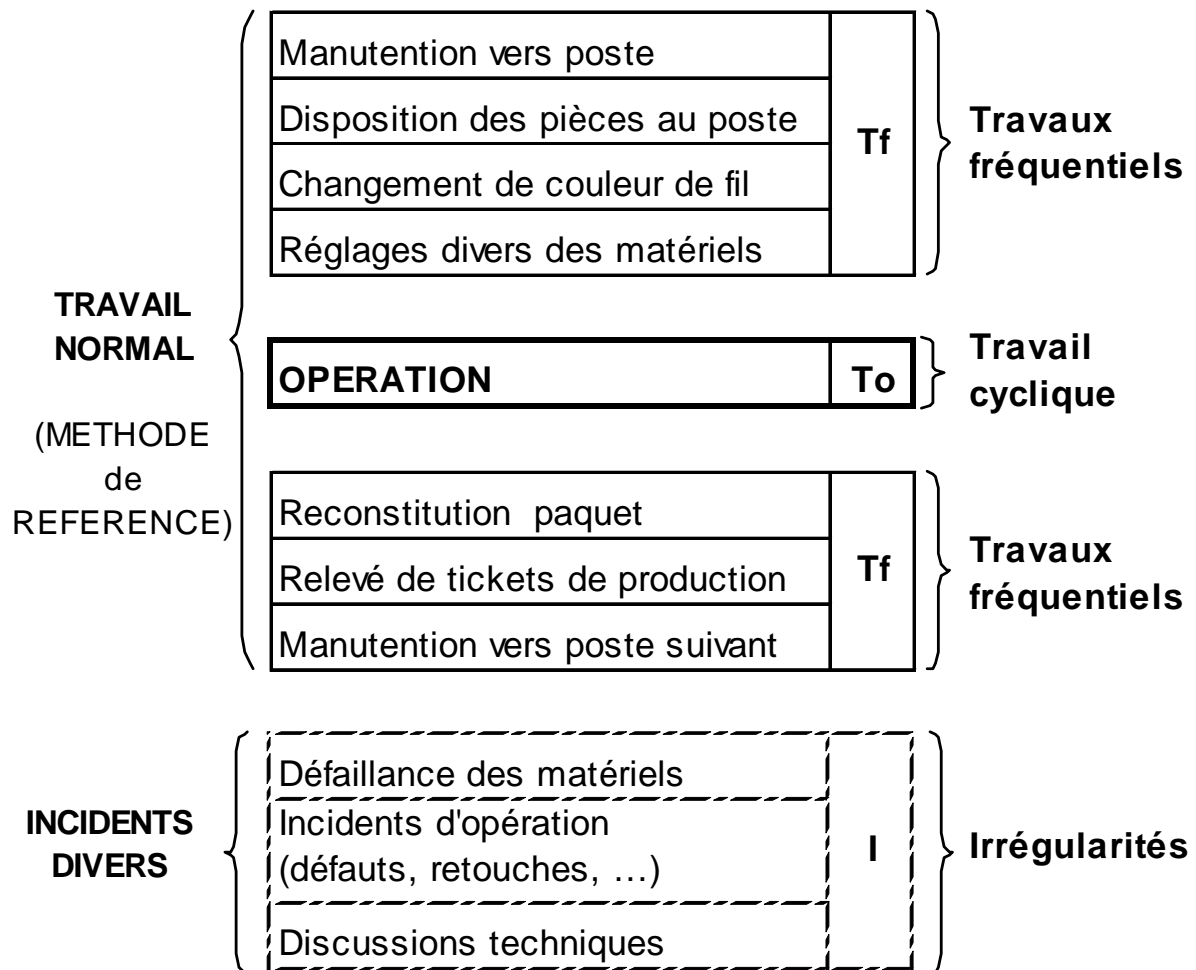 Manutention vers poste
Disposition des pièces au poste
Changement de couleur de fil
Réglages divers des matériels
Tf
Travaux
fréquentiels
TRAVAIL
NORMAL
(METHODE
de
REFERENCE)
OPERATION
To
Travail
cyclique
Reconstitution paquet
Relevé de tickets de production
Manutention vers poste suivant
Tf
Travaux
fréquentiels
INCIDENTS
DIVERS
Défaillance des matériels
Incidents d'opération
(défauts, retouches, …)
Discussions techniques
I
Irrégularités